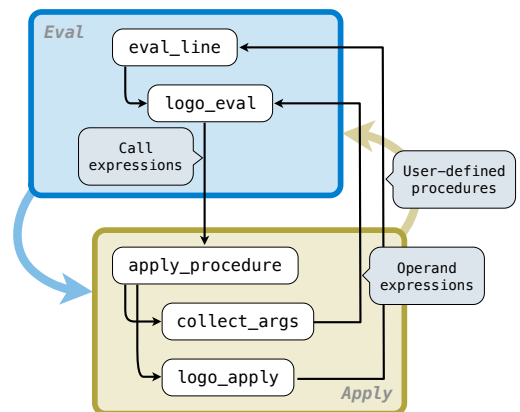 Eval
eval_line
logo_eval
Call
expressions
User-defined
procedures
apply_procedure
Operand
expressions
collect_args
logo_apply
Apply